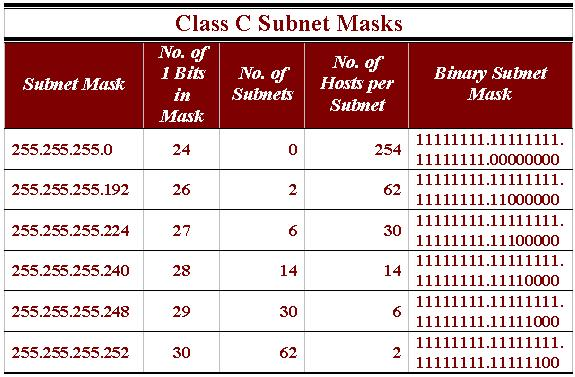 Class C Subnet Masks
Subnet Mask
No. of
1 Bits
in
Mask
No. of
Subnets
No. of
Hosts per
Subnet
Binary Subnet
Mask
255.255.255.0 24 0 254 11111111.11111111.
11111111.00000000
255.255.255.192 26 2 62 11111111.11111111.
11111111.11000000
255.255.255.224 27 6 30 11111111.11111111.
11111111.11100000
255.255.255.240 28 14 14 11111111.11111111.
11111111.11110000
255.255.255.248 29 30 6 11111111.11111111.
11111111.11111000
255.255.255.252 30 62 2 11111111.11111111.
11111111.11111100